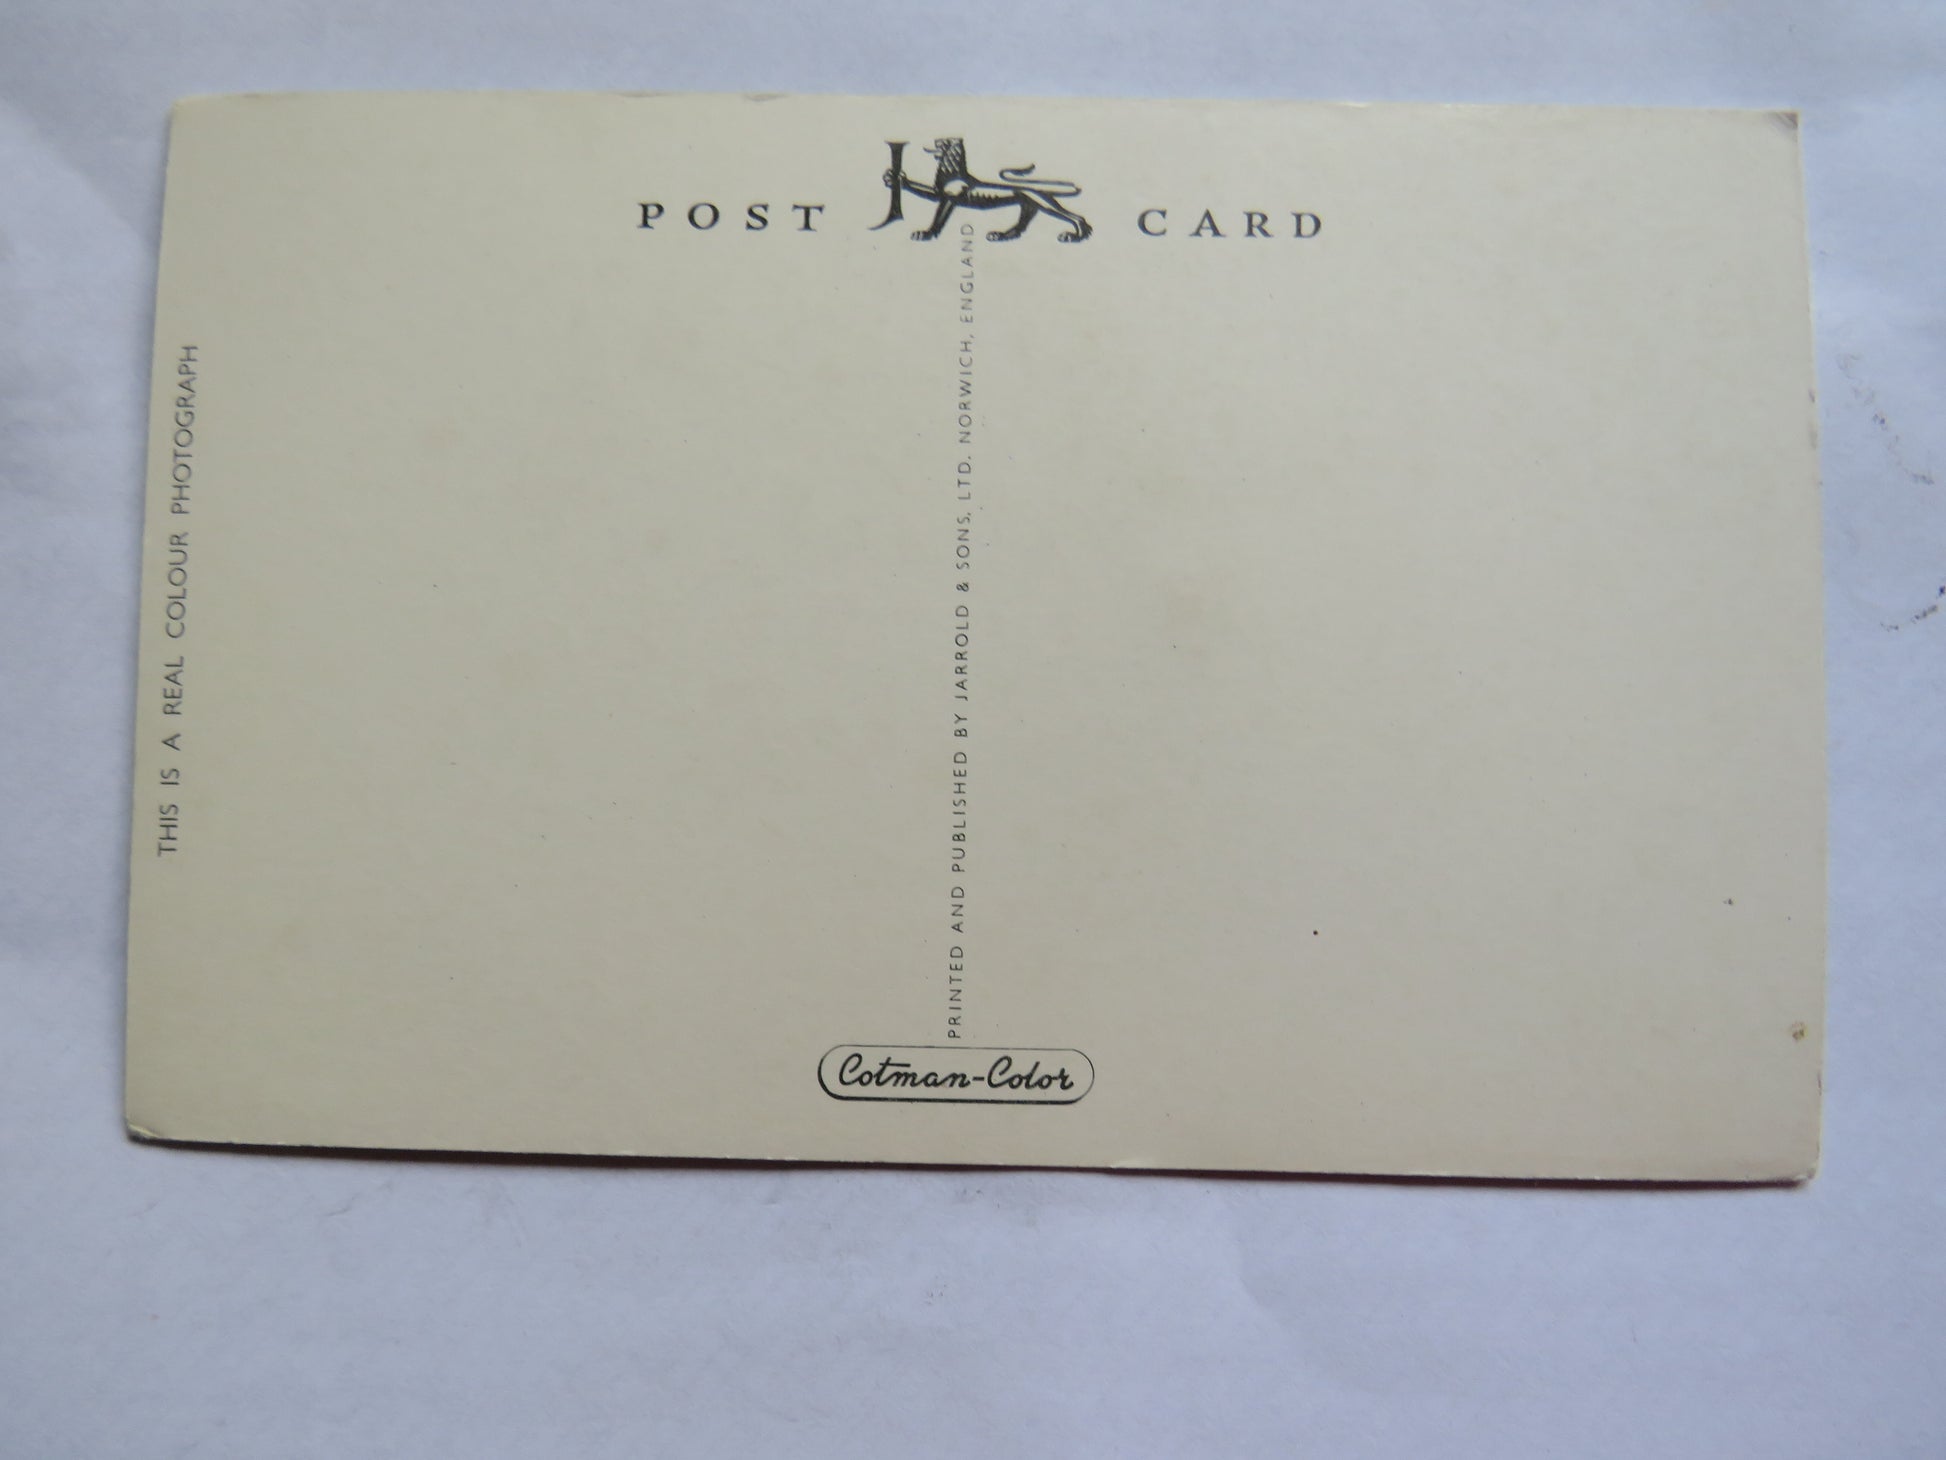 POST J CARD
THIS IS A REAL COLOUR PHOTOGRAPH
PRINTED AND PUBLISHED BY JARROLD & SONS, LTD. NORWICH, ENGLAND
Cotman-Color